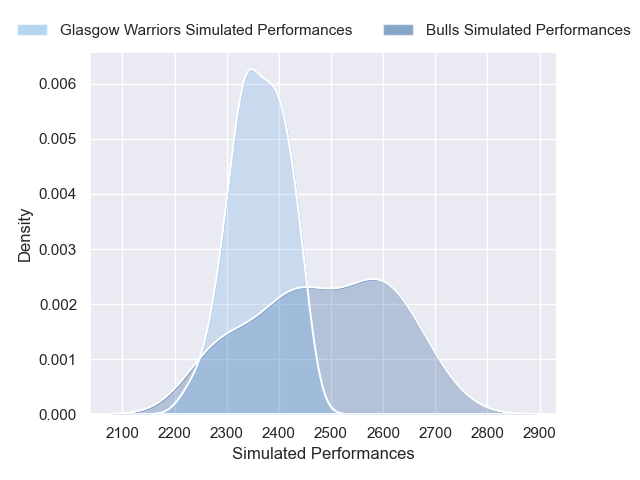 Glasgow Warriors Simulated Performances
Bulls Simulated Performances
0.006
0.005
0.004
0.003
0.002
0.001
0.000
Density
2100 2200 2300 2400 2500 2600 2700 2800 2900
Simulated Performances